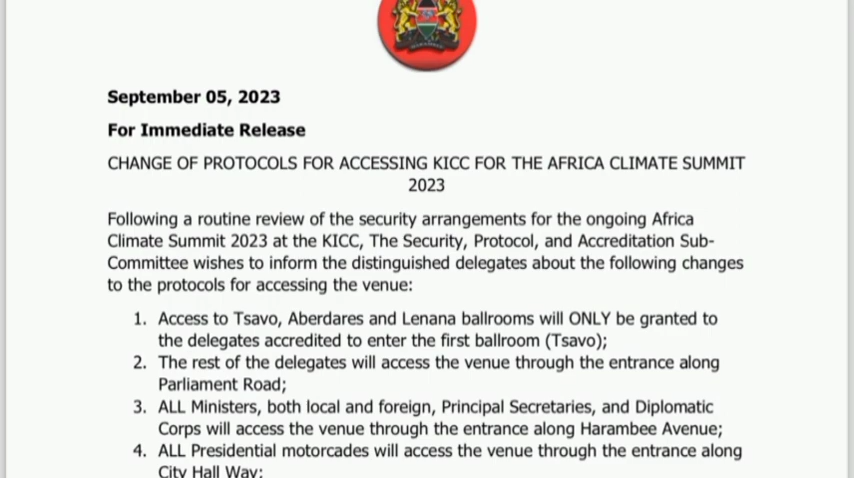 September 05, 2023
For Immediate Release
CHANGE OF PROTOCOLS FOR ACCESSING KICC FOR THE AFRICA CLIMATE SUMMIT
2023
Following a routine review of the security arrangements for the ongoing Africa
Climate Summit 2023 at the KICC, The Security, Protocol, and Accreditation Sub-
Committee wishes to inform the distinguished delegates about the following changes
to the protocols for accessing the venue:
1. Access to Tsavo, Aberdares and Lenana ballrooms will ONLY be granted to
the delegates accredited to enter the first ballroom (Tsavo);
2. The rest of the delegates will access the venue through the entrance along
Parliament Road;
3. ALL Ministers, both local and foreign, Principal Secretaries, and Diplomatic
Corps will access the venue through the entrance along Harambee Avenue;
4. ALL Presidential motorcades will access the venue through the entrance along
City Hall Way;